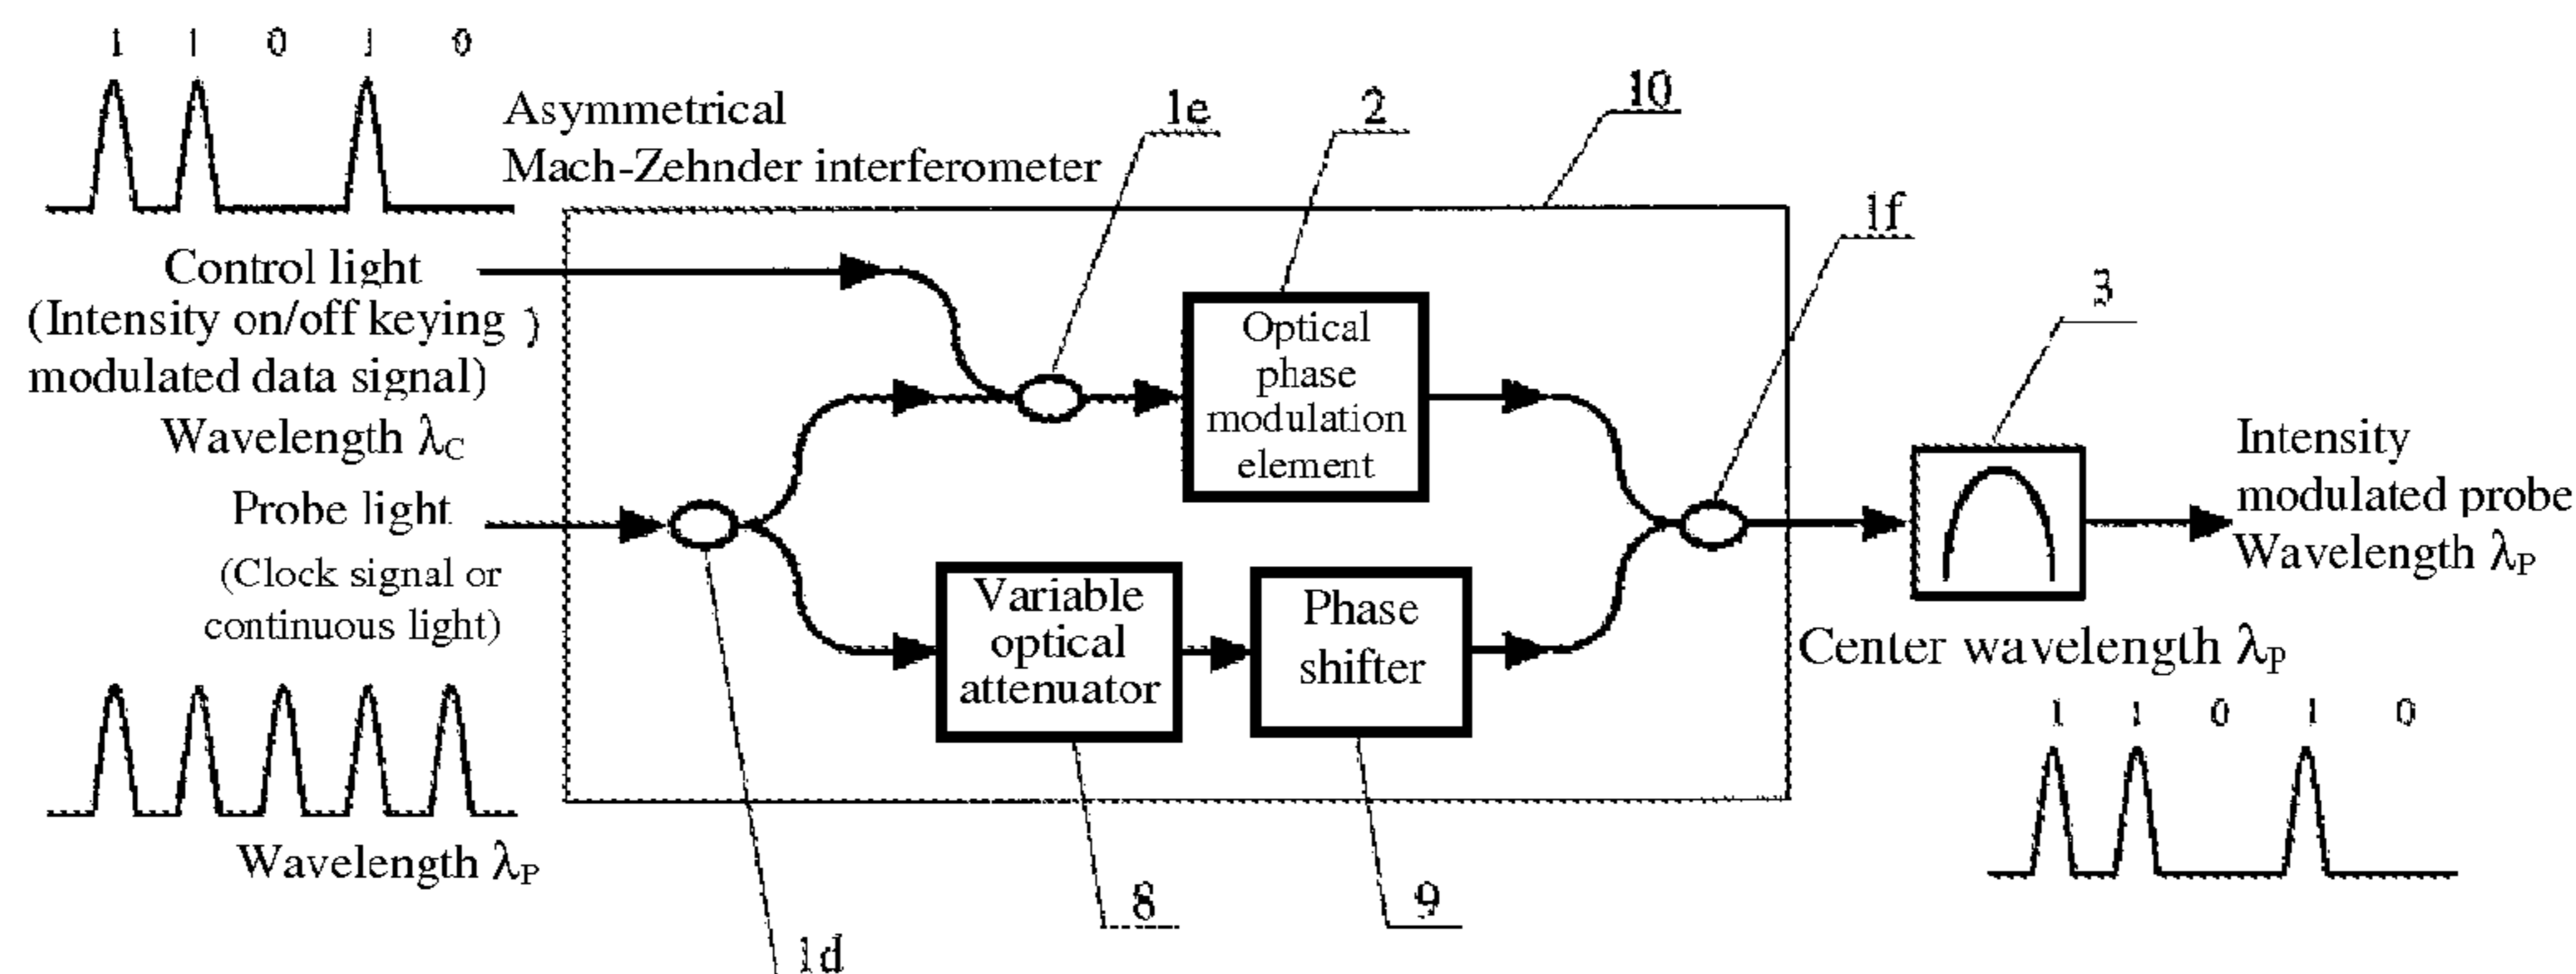 1 1 0 1 0
Asymmetrical
Mach-Zehnder interferometer
1e
2
10
1f
3
Control light
(Intensity on/off keying )
modulated data signal)
Wavelength λC
Probe light
(Clock signal or
continuous light)
Wavelength λP
Optical
phase
modulation
element
Variable
optical
attenuator
Phase
shifter
Intensity
modulated probe
Wavelength λP
Center wavelength λP
1 1 0 1 0
8
9
1d